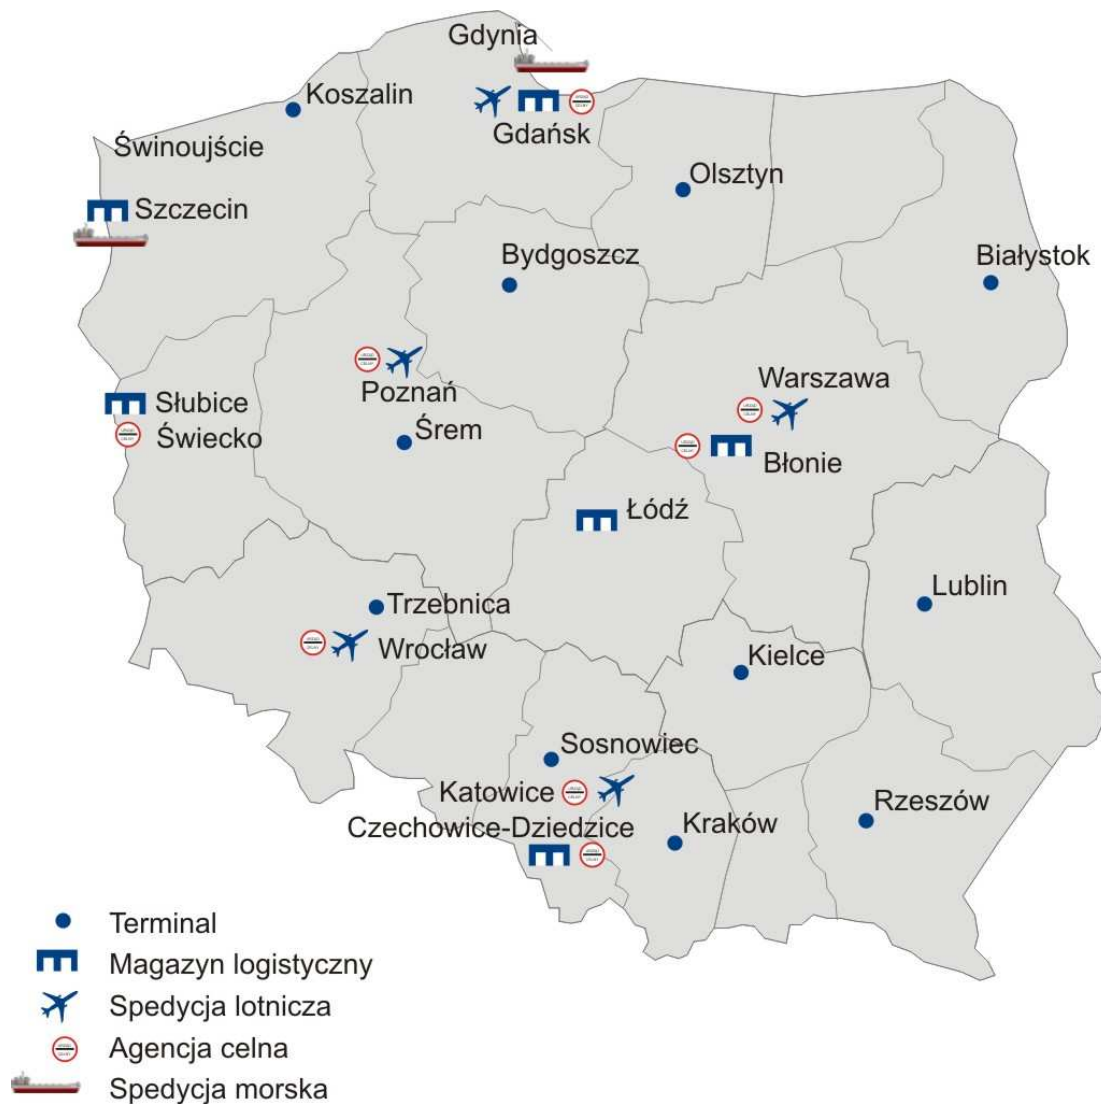 Gdynia
Koszalin
Gdańsk
Świnoujście
Olsztyn
Szczecin
Bydgoszcz
Białystok
Poznań
Warszawa
Słubice
Śrem
Świecko
Błonie
Łódź
Trzebnica
Lublin
Wrocław
Kielce
Sosnowiec
Katowice
Rzeszów
Czechowice-Dziedzice
Kraków
Terminal
Magazyn logistyczny
Spedycja lotnicza
Agencja celna
Spedycja morska